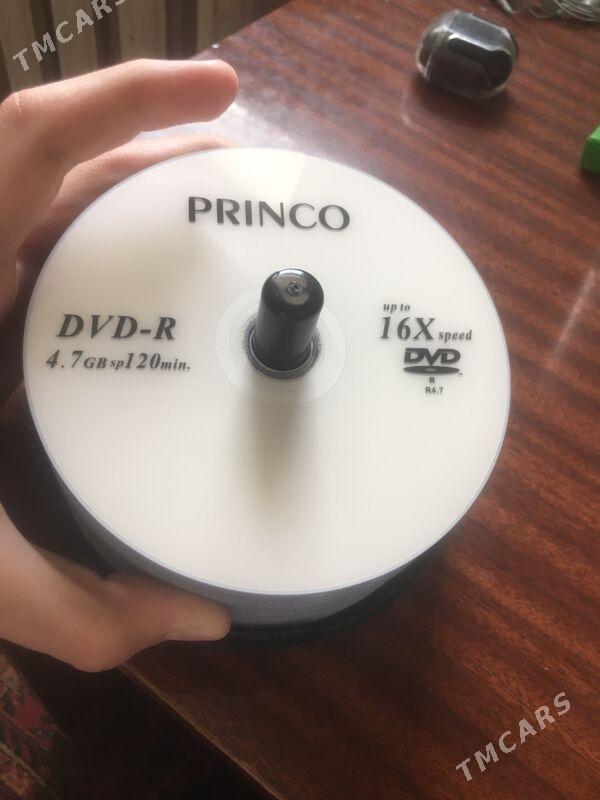 TMCARS
PRINCO
DVD-R
4.7GB sp120min.
up to
16X speed
DVD
R
R4.7
TMCARS